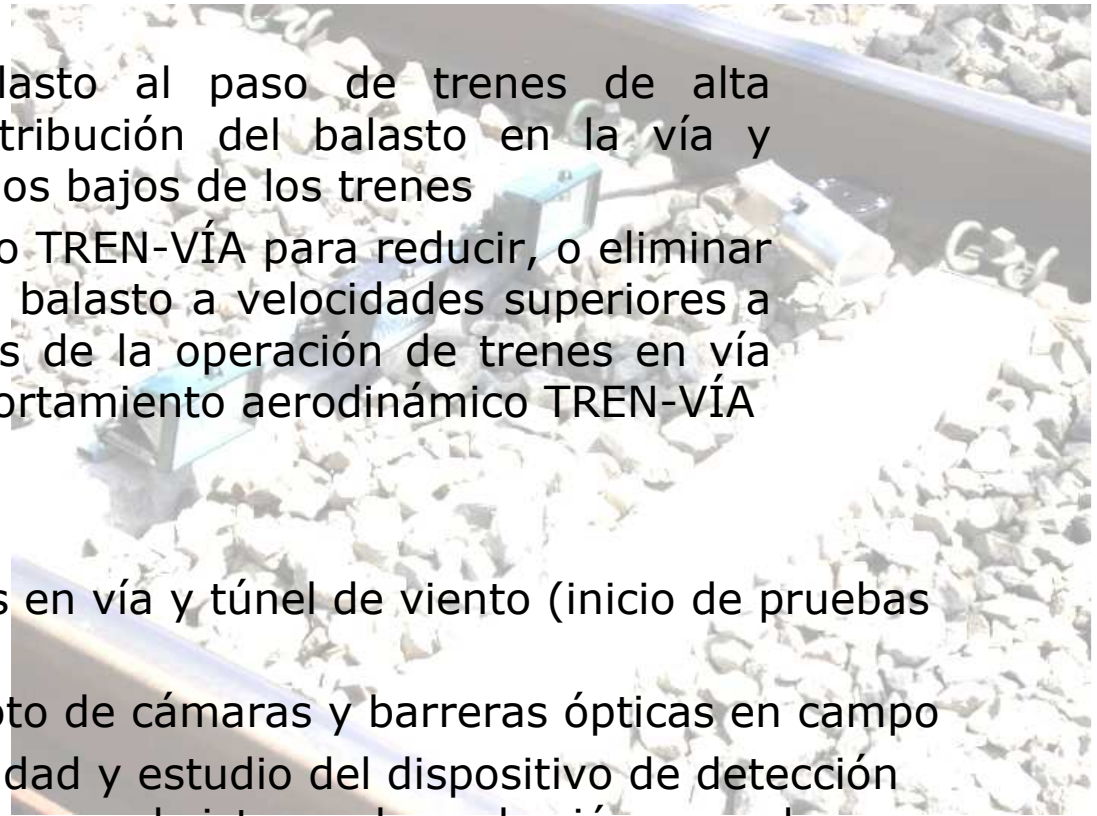 lasto al paso de trenes de alta
tribución del balasto en la vía y
os bajos de los trenes
o TREN-VÍA para reducir, o eliminar
balasto a velocidades superiores a
s de la operación de trenes en vía
ortamiento aerodinámico TREN-VÍA
s en vía y túnel de viento (inicio de pruebas
oto de cámaras y barreras ópticas en campo
dad y estudio del dispositivo de detección